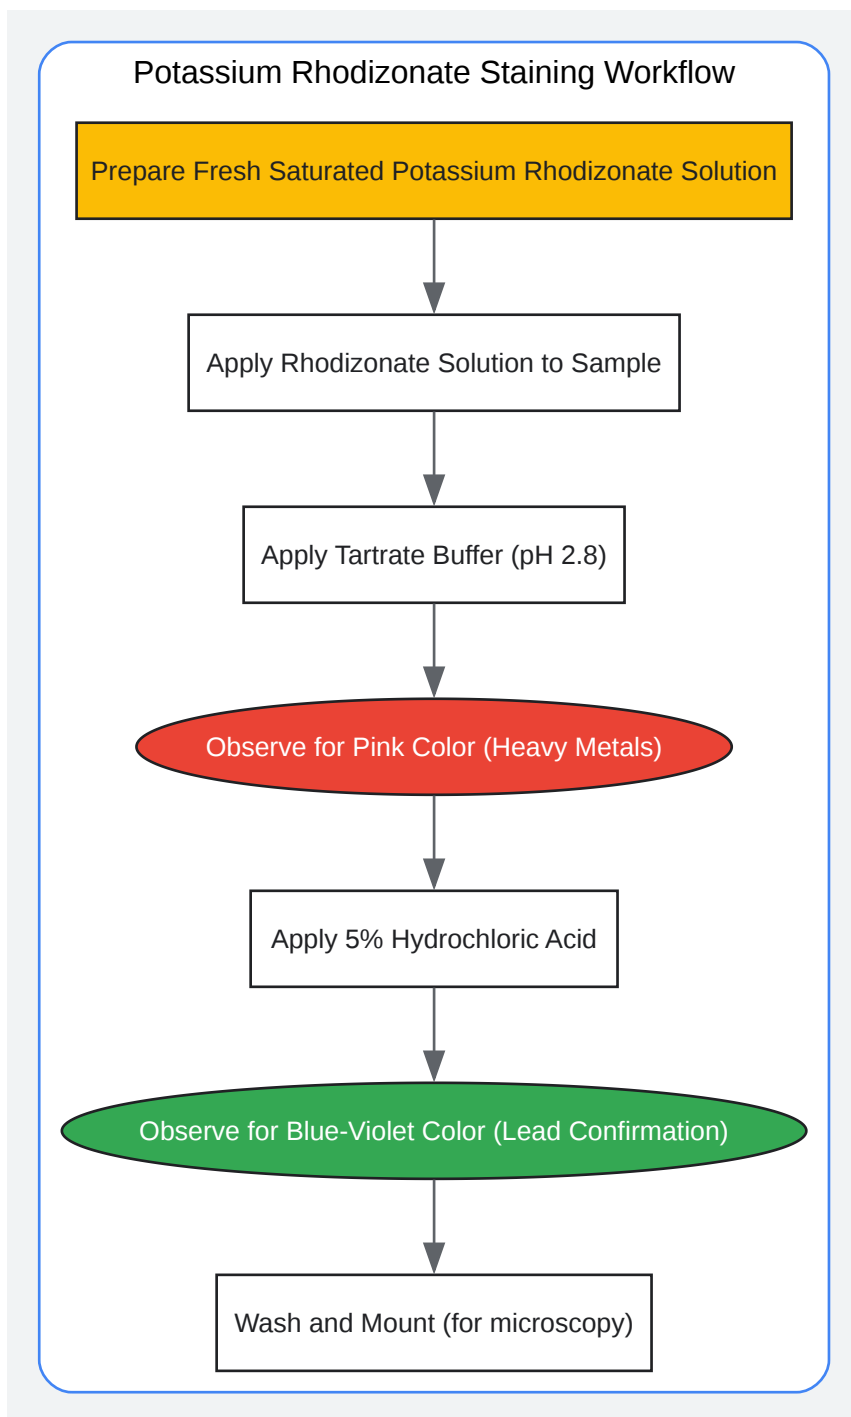 Potassium Rhodizonate Staining Workflow
Prepare Fresh Saturated Potassium Rhodizonate Solution
Apply Rhodizonate Solution to Sample
Apply Tartrate Buffer (pH 2.8)
Observe for Pink Color (Heavy Metals)
Apply 5% Hydrochloric Acid
Observe for Blue-Violet Color (Lead Confirmation)
Wash and Mount (for microscopy)